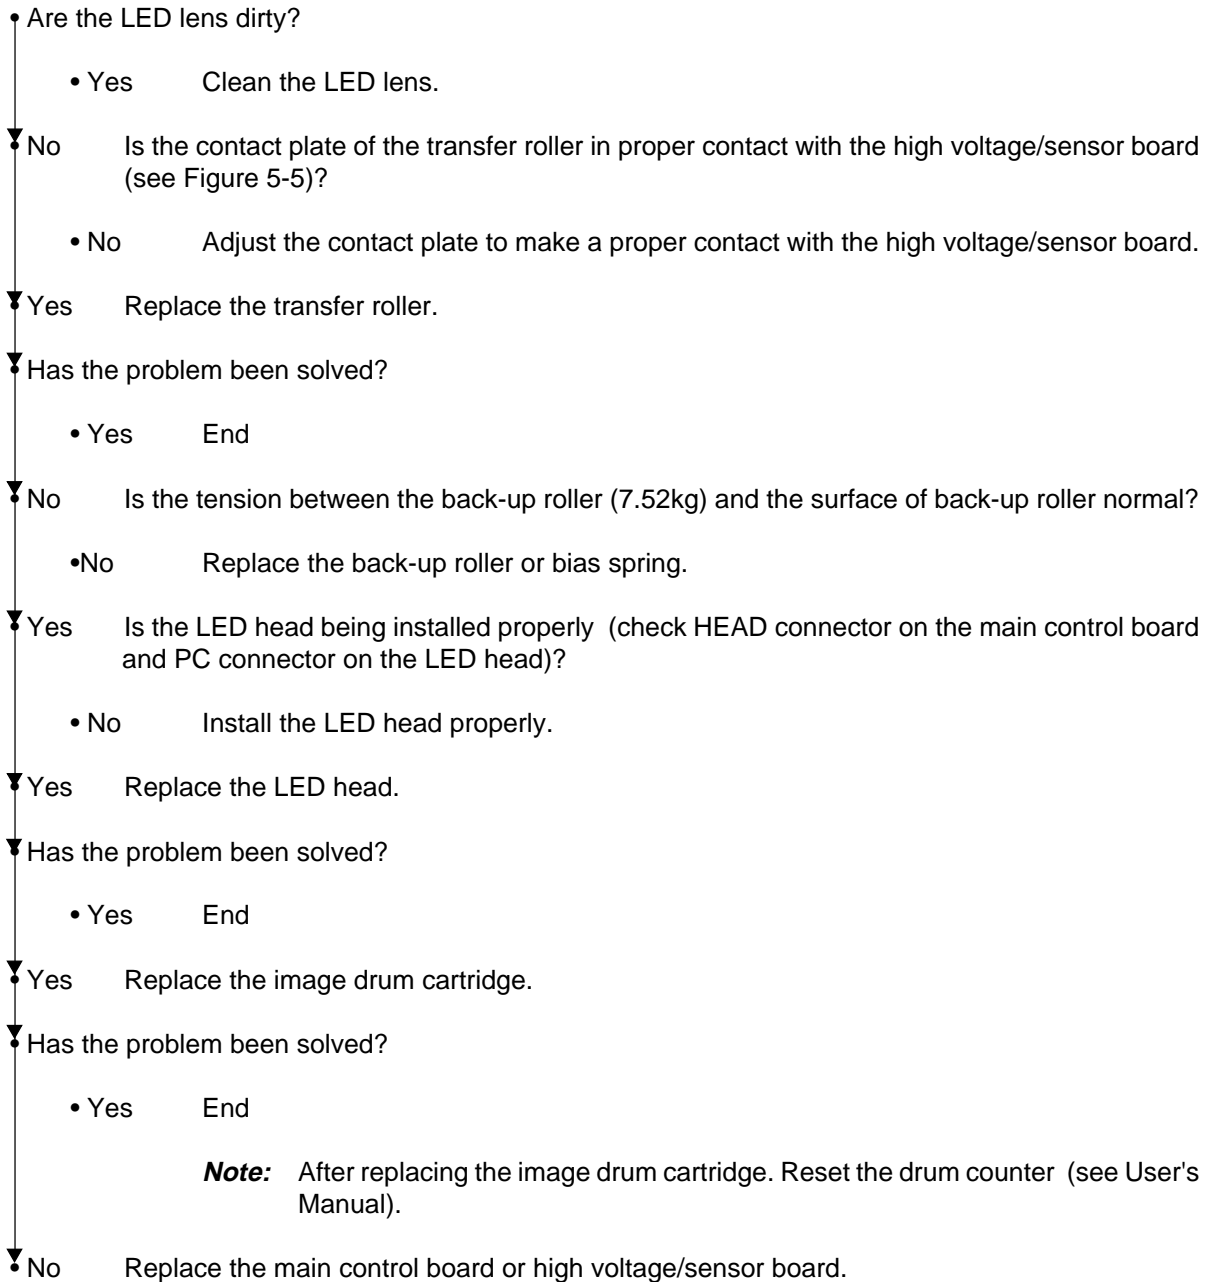 • Are the LED lens dirty?
• Yes Clean the LED lens.
• No Is the contact plate of the transfer roller in proper contact with the high voltage/sensor board
(see Figure 5-5)?
• No Adjust the contact plate to make a proper contact with the high voltage/sensor board.
• Yes Replace the transfer roller.
• Has the problem been solved?
• Yes End
• No Is the tension between the back-up roller (7.52kg) and the surface of back-up roller normal?
•No Replace the back-up roller or bias spring.
• Yes Is the LED head being installed properly (check HEAD connector on the main control board
and PC connector on the LED head)?
• No Install the LED head properly.
• Yes Replace the LED head.
• Has the problem been solved?
• Yes End
• Yes Replace the image drum cartridge.
• Has the problem been solved?
• Yes End
Note: After replacing the image drum cartridge. Reset the drum counter (see User's
Manual).
• No Replace the main control board or high voltage/sensor board.